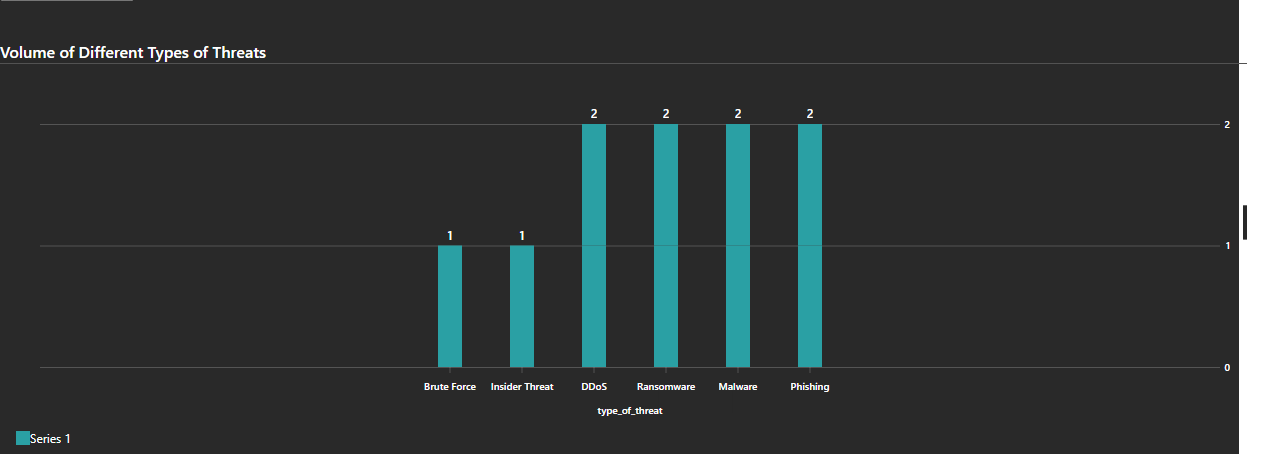 Volume of Different Types of Threats
2 2 2 2
2
1 1
1
0
Brute Force Insider Threat DDoS Ransomware Malware Phishing
type_of_threat
Series 1